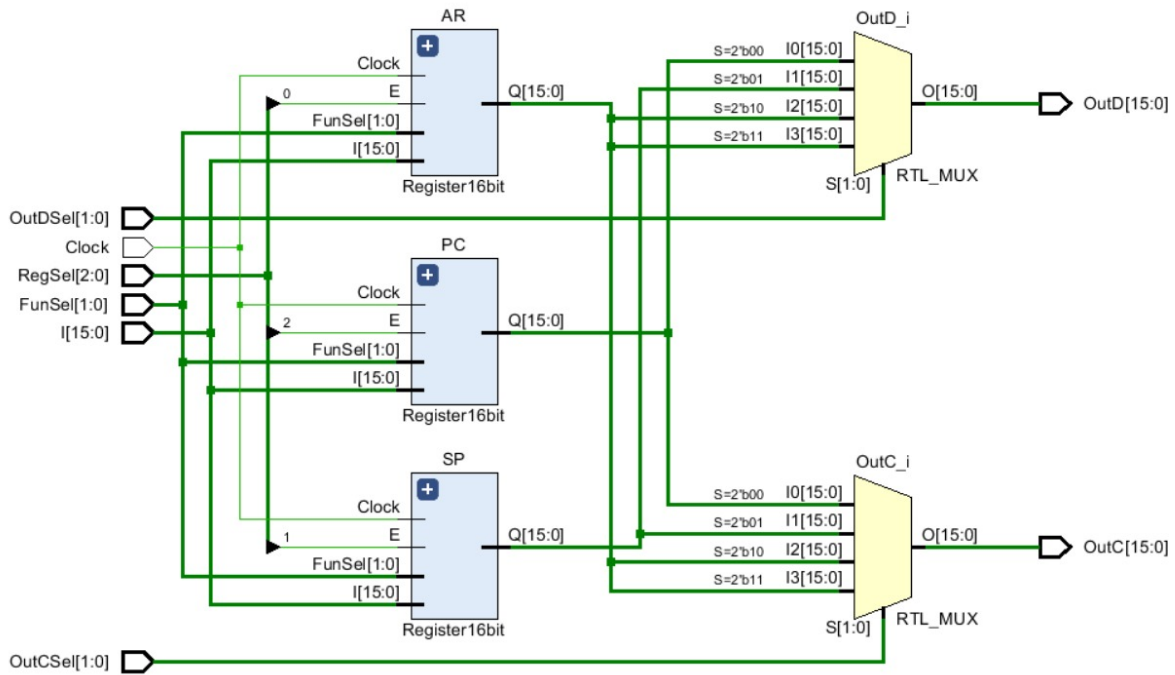 AR
Clock
0
E
FunSel[1:0]
I[15:0]
Q[15:0]
Register16bit
OutD_i
S=2'b00 I0[15:0]
S=2'b01 I1[15:0]
S=2'b10 I2[15:0]
S=2'b11 I3[15:0]
O[15:0]
OutD[15:0]
S[1:0]
RTL_MUX
OutDSel[1:0]
Clock
RegSel[2:0]
FunSel[1:0]
I[15:0]
PC
Clock
2
E
FunSel[1:0]
I[15:0]
Q[15:0]
Register16bit
SP
Clock
1
E
FunSel[1:0]
I[15:0]
Q[15:0]
Register16bit
OutC_i
S=2'b00 I0[15:0]
S=2'b01 I1[15:0]
S=2'b10 I2[15:0]
S=2'b11 I3[15:0]
O[15:0]
OutC[15:0]
S[1:0]
RTL_MUX
OutCSel[1:0]